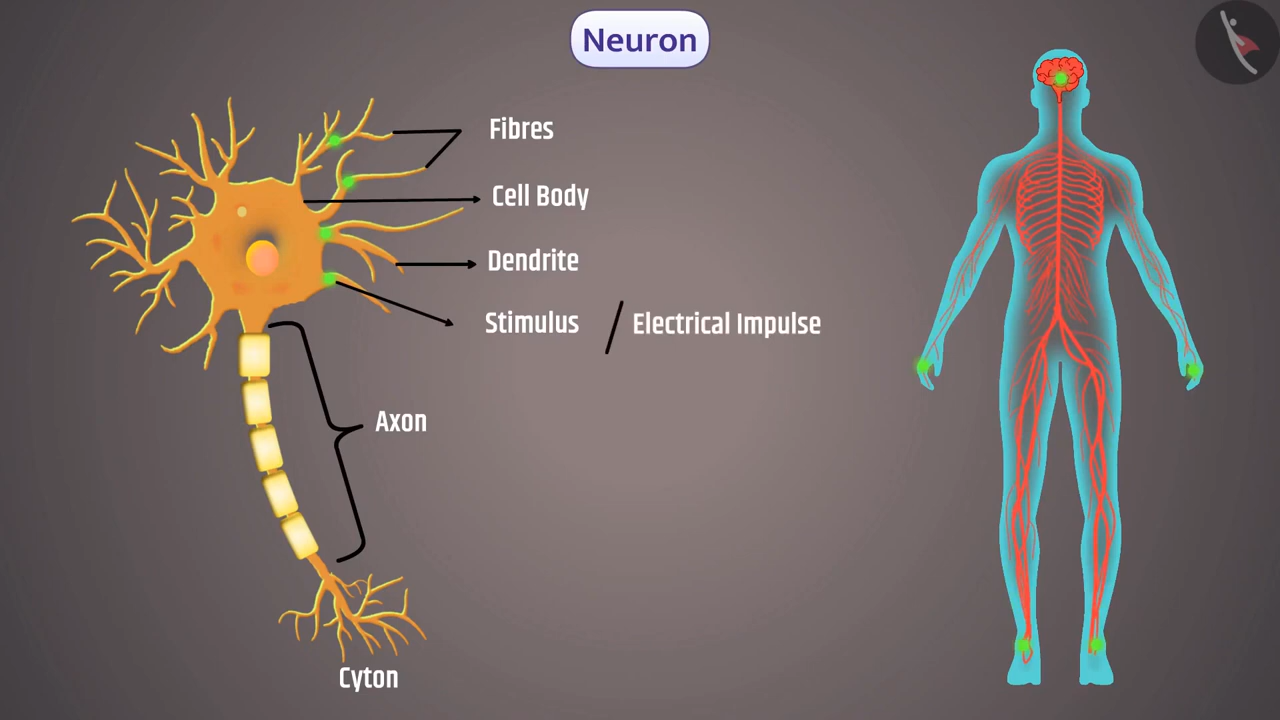 Neuron
Fibres
Cell Body
Dendrite
Stimulus / Electrical Impulse
Axon
Cyton